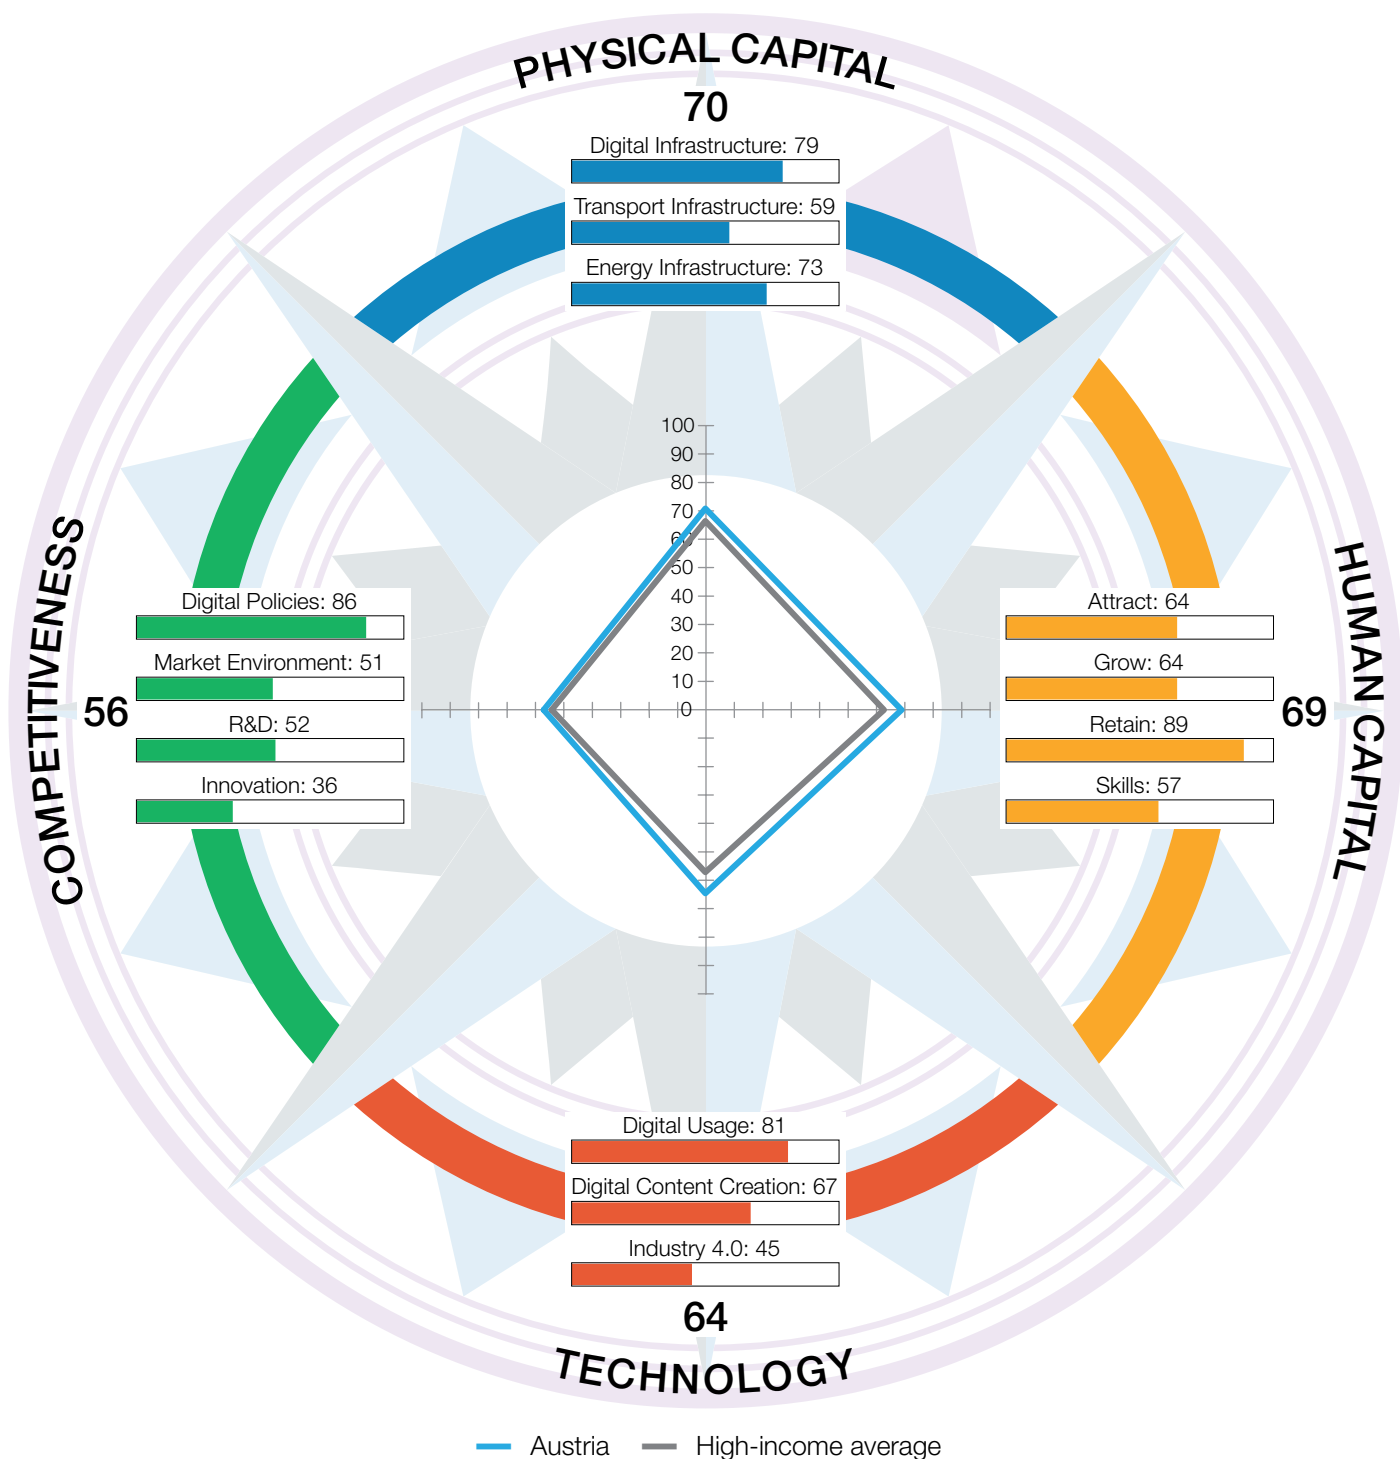 PHYSICAL CAPITAL
70
Digital Infrastructure: 79
Transport Infrastructure: 59
Energy Infrastructure: 73
100
90
80
70
60
50
40
30
20
10
0
COMPETITIVENESS
56
Digital Policies: 86
Market Environment: 51
R&D: 52
Innovation: 36
HUMAN CAPITAL
69
Attract: 64
Grow: 64
Retain: 89
Skills: 57
Digital Usage: 81
Digital Content Creation: 67
Industry 4.0: 45
64
TECHNOLOGY
Austria
High-income average